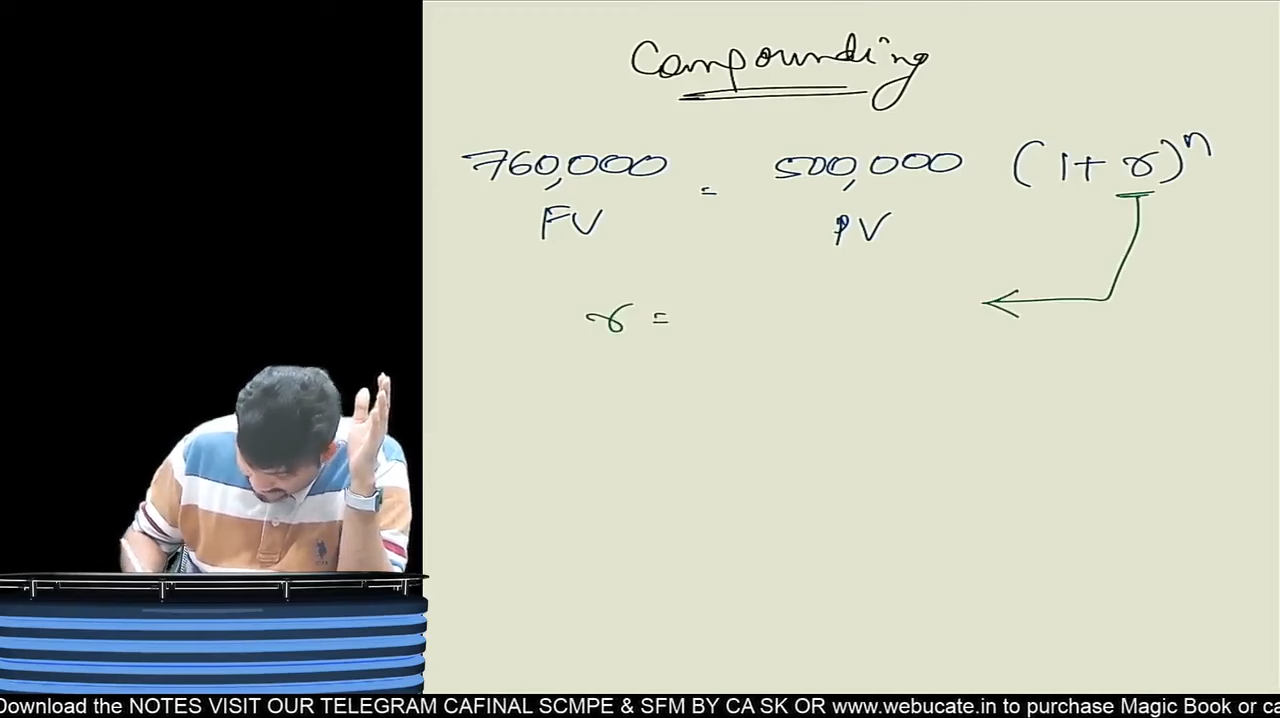 Compounding
760,000 = 500,000 (1+ r)^n
FV PV
r =
Download the NOTES VISIT OUR TELEGRAM CAFINAL SCMPE & SFM BY CA SK OR www.webucate.in to purchase Magic Book or ca